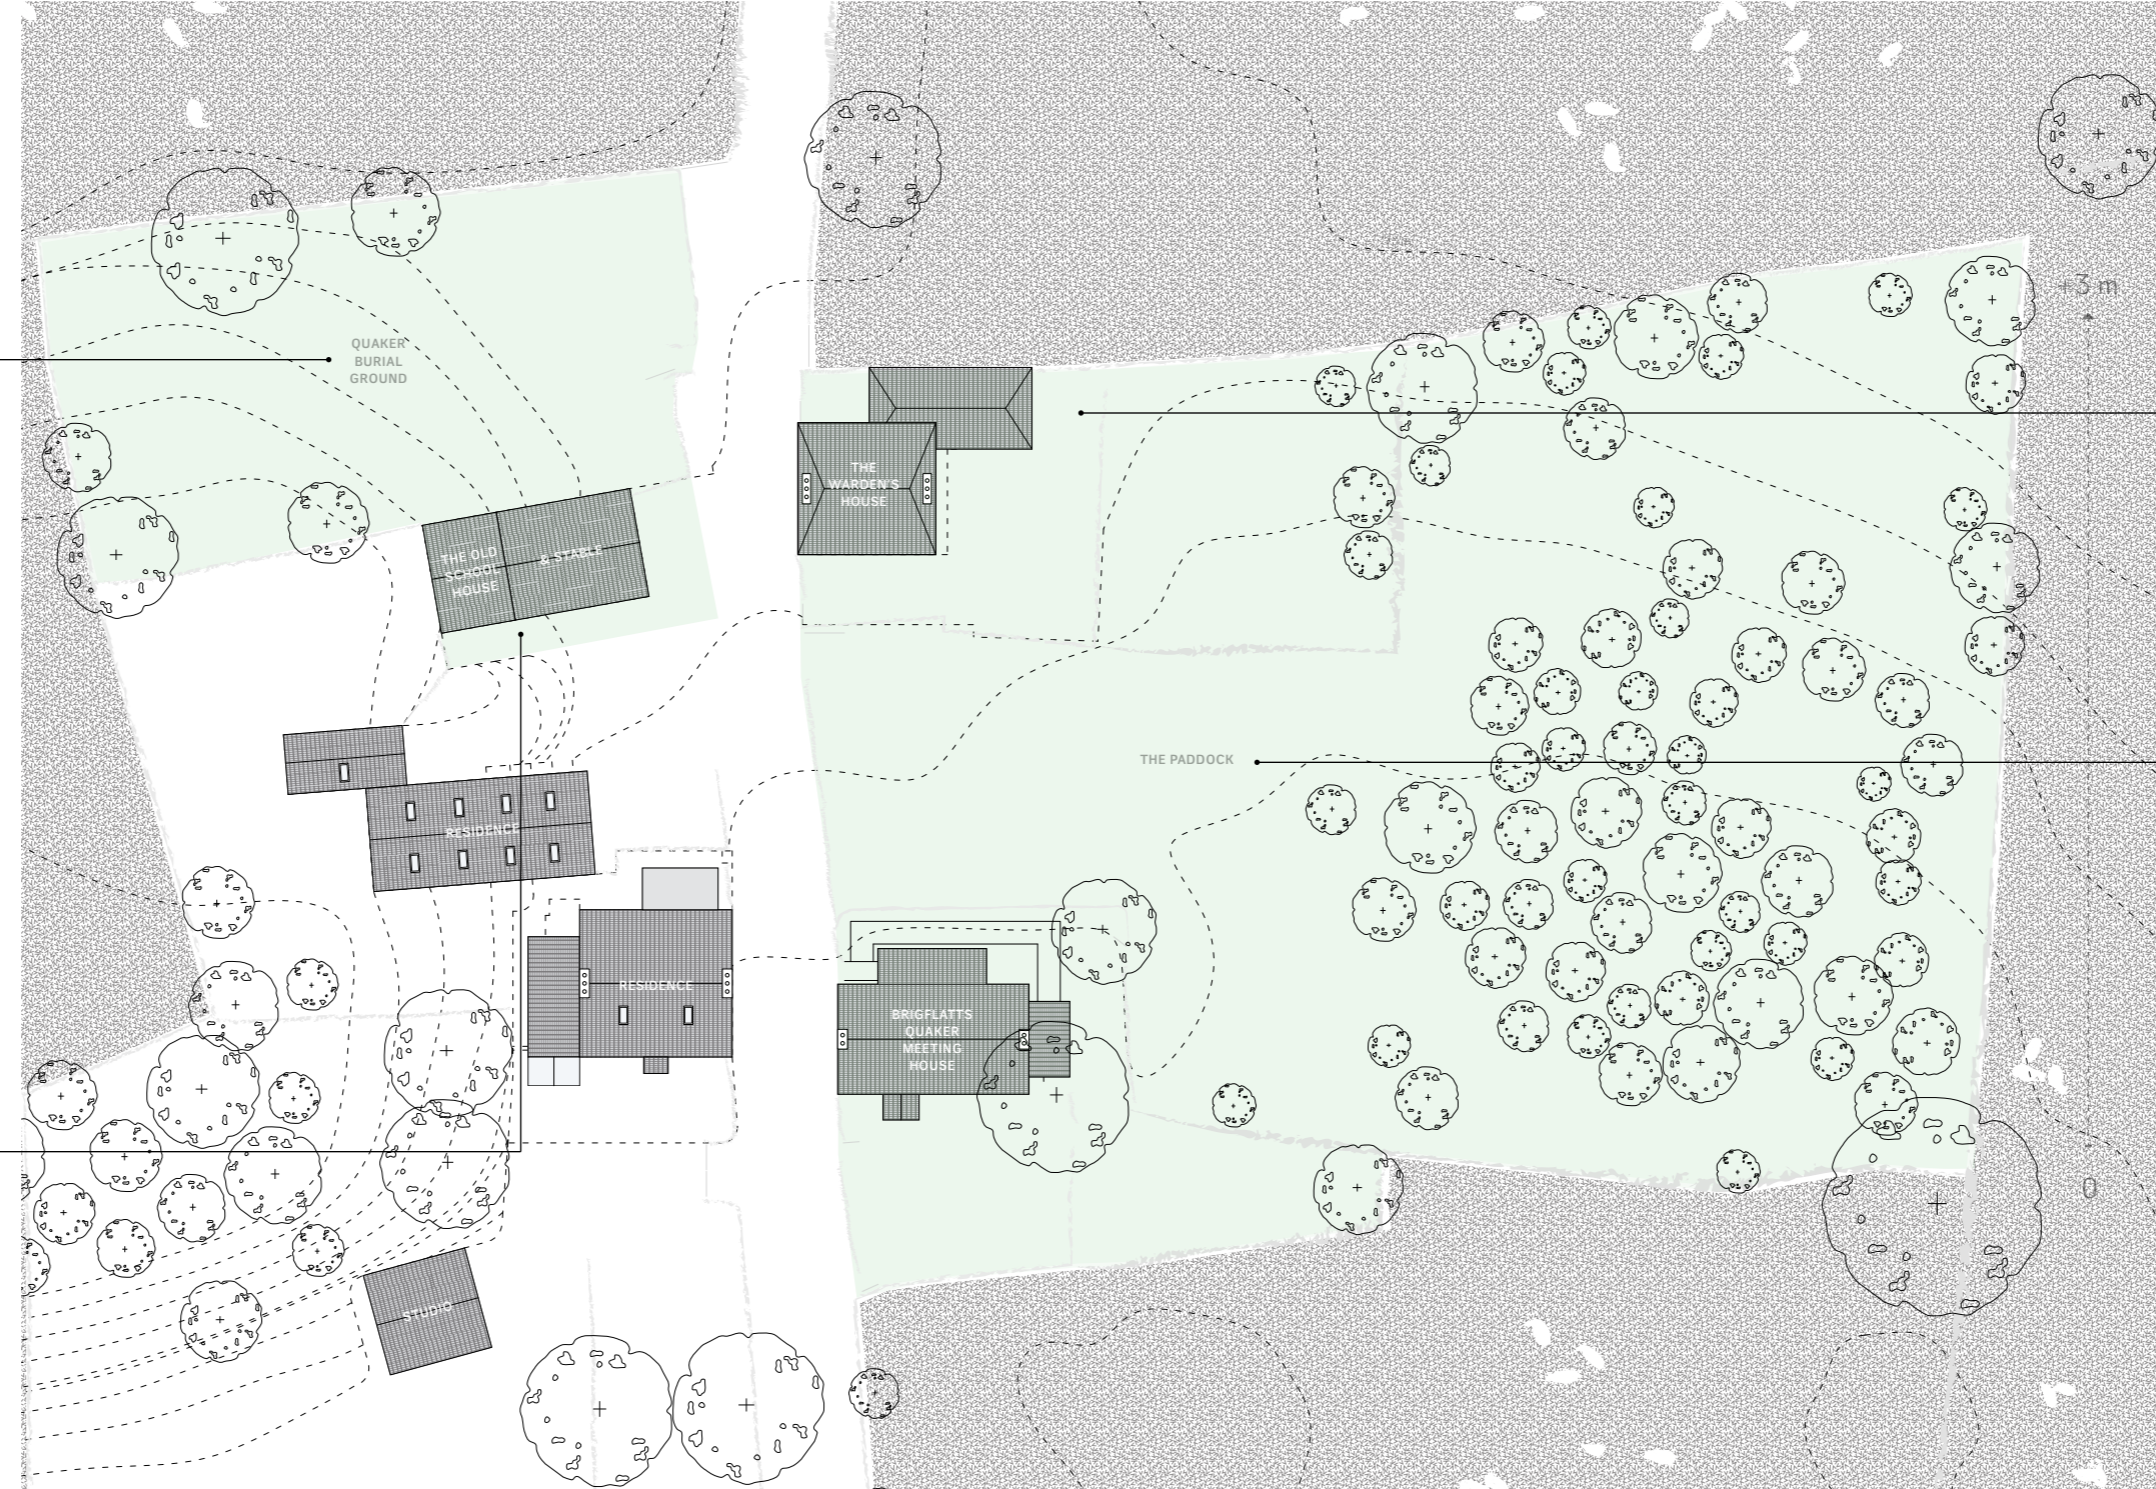 +3 m
QUAKER
BURIAL
GROUND
THE
WARDEN'S
HOUSE
THE OLD
SCHOOL
HOUSE
& STABLE
THE PADDOCK
RESIDENCE
RESIDENCE
BRIGFLATTS
QUAKER
MEETING
HOUSE
0
STUDIO